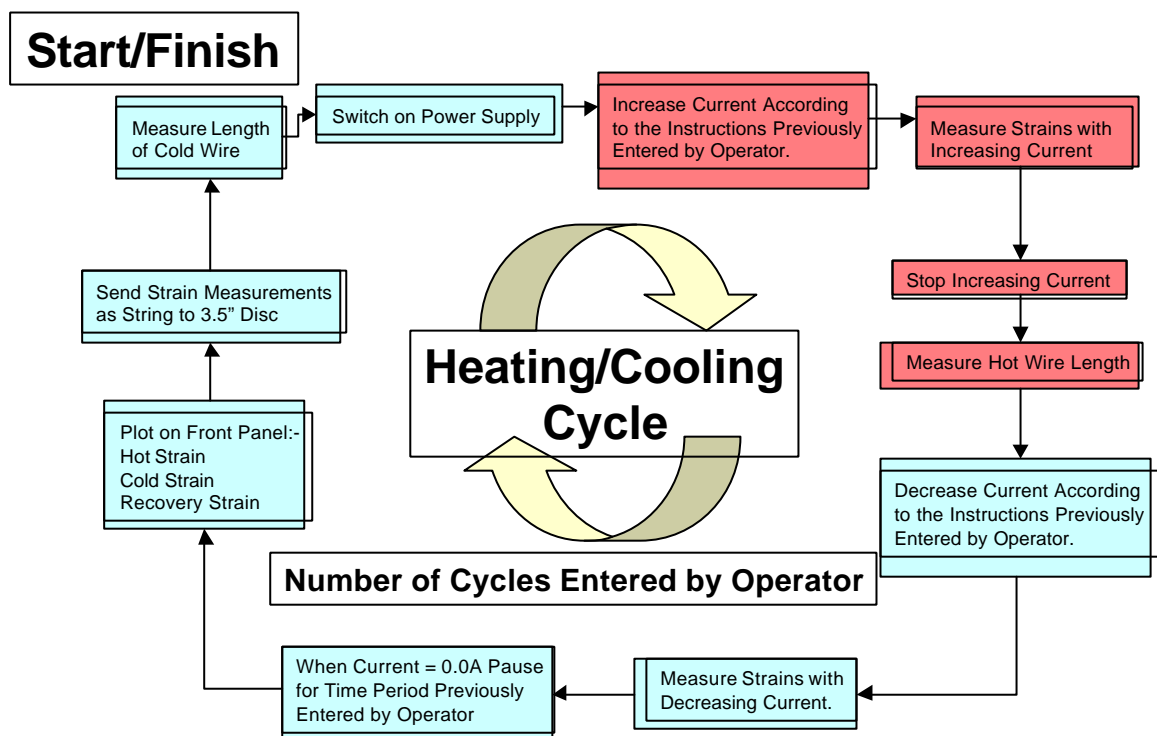 Start/Finish
Measure Length
of Cold Wire
Switch on Power Supply
Increase Current According
to the Instructions Previously
Entered by Operator.
Measure Strains with
Increasing Current
Stop Increasing Current
Measure Hot Wire Length
Decrease Current According
to the Instructions Previously
Entered by Operator.
Measure Strains with
Decreasing Current.
When Current = 0.0A Pause
for Time Period Previously
Entered by Operator
Plot on Front Panel:-
Hot Strain
Cold Strain
Recovery Strain
Send Strain Measurements
as String to 3.5” Disc
Heating/Cooling
Cycle
Number of Cycles Entered by Operator